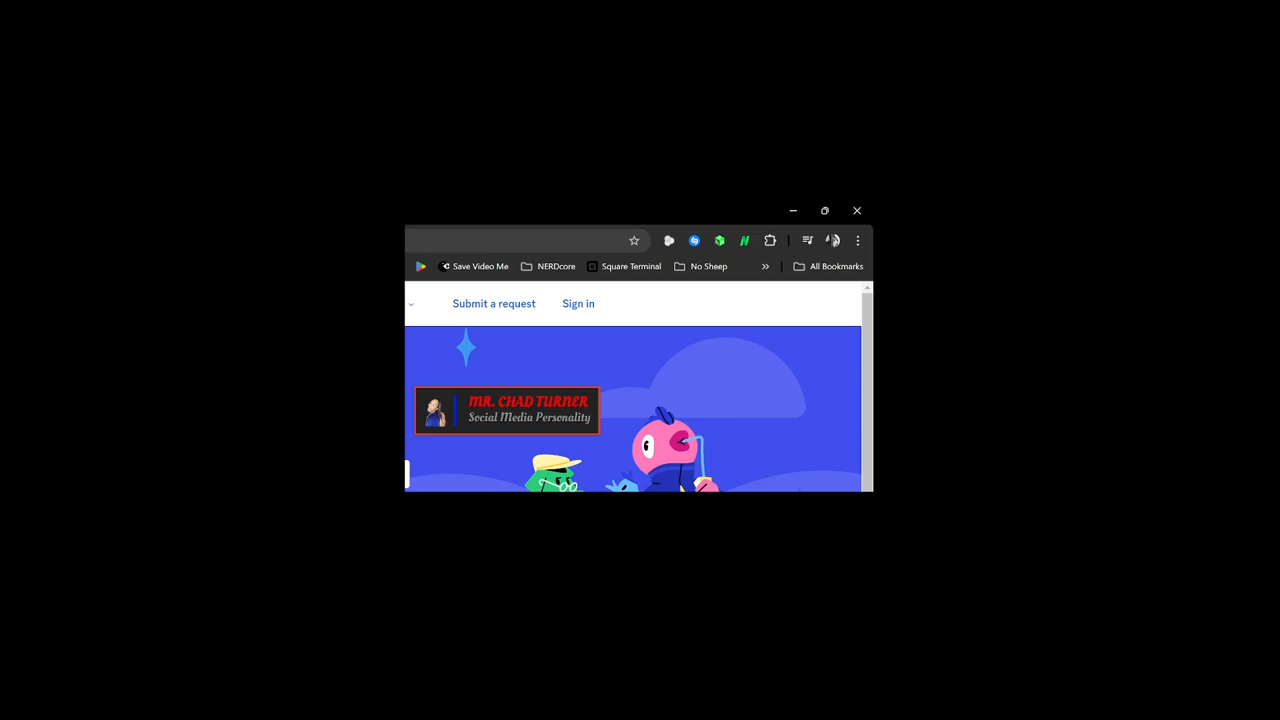 Save Video Me NERDcore Square Terminal No Sheep All Bookmarks
Submit a request Sign in
MR. CHAD TURNER
Social Media Personality